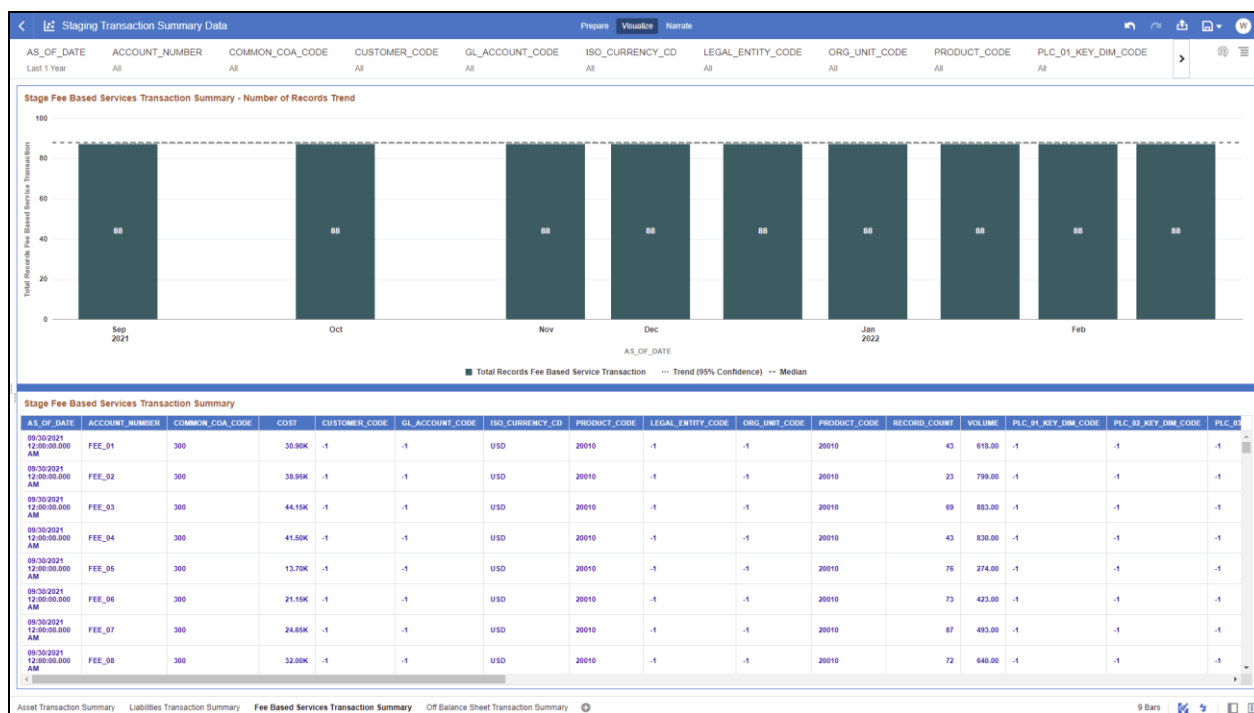 Staging Transaction Summary Data
Prepare Visualize Narrate
W
AS_OF_DATE ACCOUNT_NUMBER COMMON_COA_CODE CUSTOMER_CODE GL_ACCOUNT_CODE ISO_CURRENCY_CD LEGAL_ENTITY_CODE ORG_UNIT_CODE PRODUCT_CODE PLC_01_KEY_DIM_CODE
Last 1 Year All All All All All All All All All
Stage Fee Based Services Transaction Summary - Number of Records Trend
Total Records Fee Based Service Transaction
100
80
60
40
20
0
88 88 88 88 88 88 88 88 88
Sep Oct Nov Dec Jan Feb
2021 2022
AS_OF_DATE
Total Records Fee Based Service Transaction Trend (95% Confidence) Median
Stage Fee Based Services Transaction Summary
AS_OF_DATE ACCOUNT_NUMBER COMMON_COA_CODE COST CUSTOMER_CODE GL_ACCOUNT_CODE ISO_CURRENCY_CD PRODUCT_CODE LEGAL_ENTITY_CODE ORG_UNIT_CODE PRODUCT_CODE RECORD_COUNT VOLUME PLC_01_KEY_DIM_CODE PLC_02_KEY_DIM_CODE PLC_03
09/30/2021
12:00:00.000
AM
FEE_01 300 30.90K -1 -1 USD 20010 -1 -1 20010 43 618.00 -1 -1 -1
09/30/2021
12:00:00.000
AM
FEE_02 300 39.95K -1 -1 USD 20010 -1 -1 20010 23 799.00 -1 -1 -1
09/30/2021
12:00:00.000
AM
FEE_03 300 44.15K -1 -1 USD 20010 -1 -1 20010 69 883.00 -1 -1 -1
09/30/2021
12:00:00.000
AM
FEE_04 300 41.50K -1 -1 USD 20010 -1 -1 20010 43 830.00 -1 -1 -1
09/30/2021
12:00:00.000
AM
FEE_05 300 13.70K -1 -1 USD 20010 -1 -1 20010 76 274.00 -1 -1 -1
09/30/2021
12:00:00.000
AM
FEE_06 300 21.15K -1 -1 USD 20010 -1 -1 20010 73 423.00 -1 -1 -1
09/30/2021
12:00:00.000
AM
FEE_07 300 24.65K -1 -1 USD 20010 -1 -1 20010 87 493.00 -1 -1 -1
09/30/2021
12:00:00.000
AM
FEE_08 300 32.00K -1 -1 USD 20010 -1 -1 20010 72 640.00 -1 -1 -1
Asset Transaction Summary Liabilities Transaction Summary Fee Based Services Transaction Summary Off Balance Sheet Transaction Summary 9 Bars